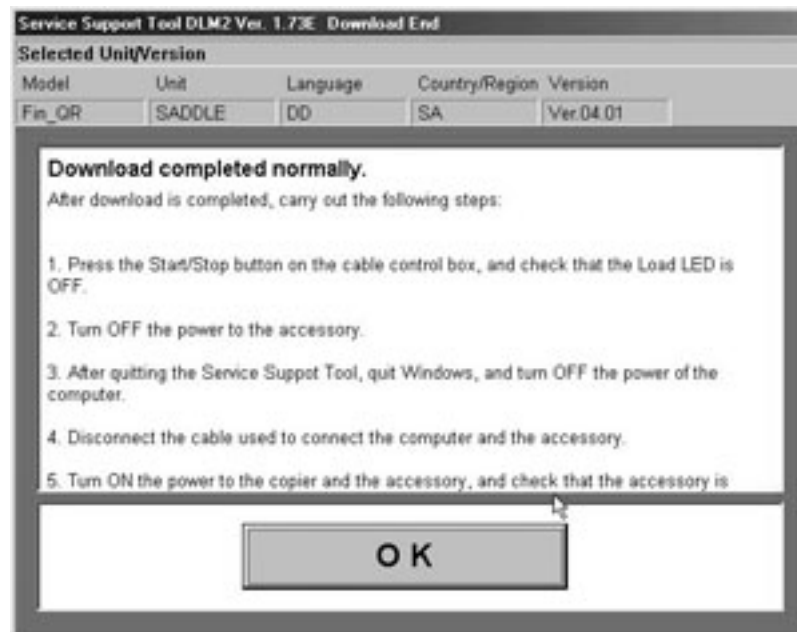 Service Support Tool DLM2 Ver. 1.73E Download End
Selected Unit/Version
Model Unit Language Country/Region Version
Fin_QR SADDLE DD SA Ver.04.01
Download completed normally.
After download is completed, carry out the following steps:
1. Press the Start/Stop button on the cable control box, and check that the Load LED is
OFF.
2. Turn OFF the power to the accessory.
3. After quitting the Service Suppot Tool, quit Windows, and turn OFF the power of the
computer.
4. Disconnect the cable used to connect the computer and the accessory.
5. Turn ON the power to the copier and the accessory, and check that the accessory is
OK